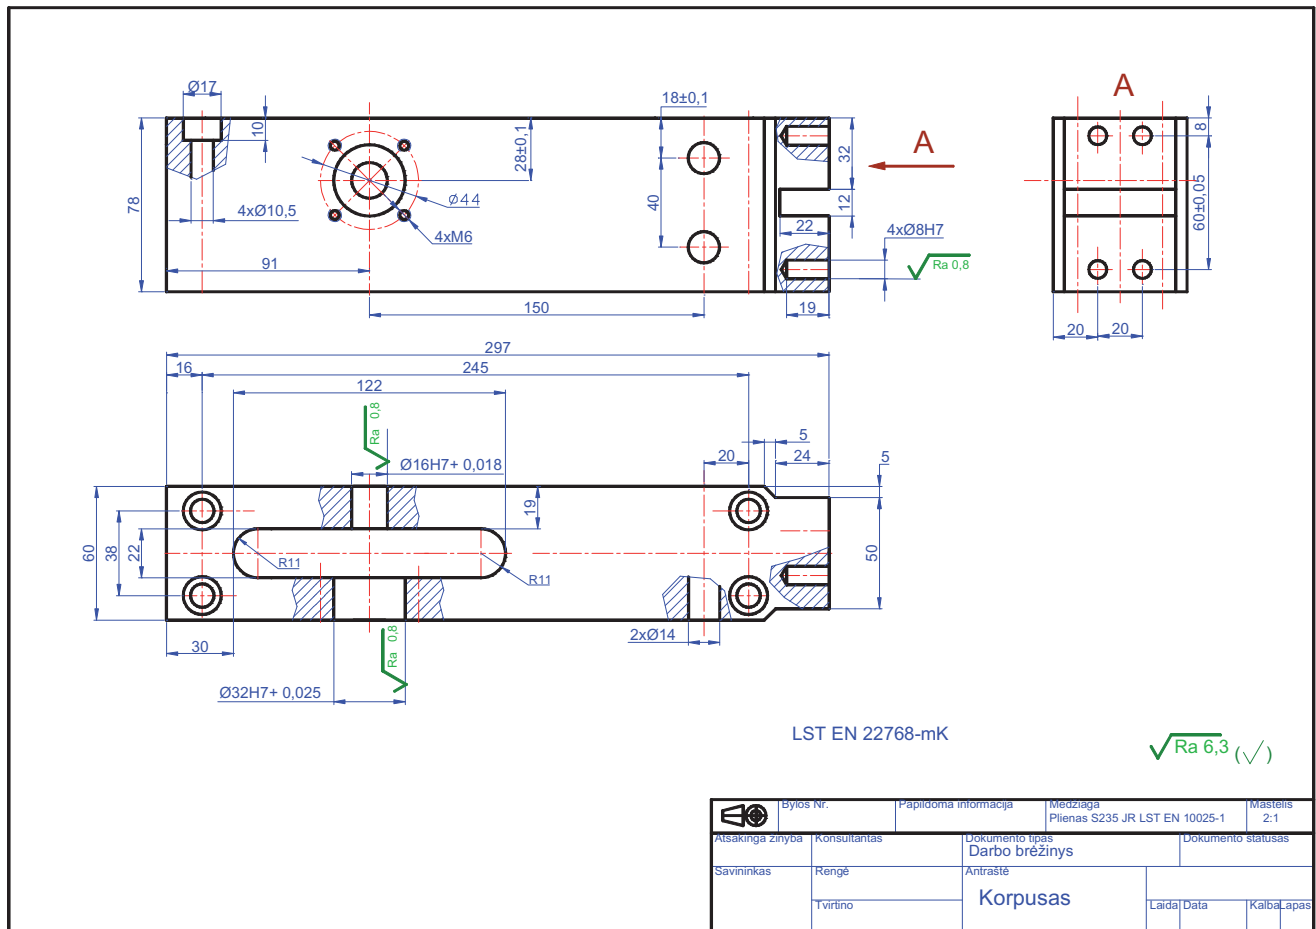 Ø17
10
18±0,1
28±0,1
32
A
A
8
78
4xØ10,5
Ø44
4xM6
40
12
22
4xØ8H7
Ra 0,8
60±0,05
91
150
19
20
20
297
16
245
122
Ra 0,8
5
20
24
5
Ø16H7+ 0,018
19
60
38
22
R11
R11
50
30
Ra 0,8
2xØ14
Ø32H7+ 0,025
LST EN 22768-mK
Ra 6,3 (√)
Bylos Nr.
Papildoma informacija
Medžiaga
Plienas S235 JR LST EN 10025-1
Mastelis
2:1
Atsakinga žinyba
Konsultantas
Dokumento tipas
Darbo brėžinys
Dokumento statusas
Savininkas
Rengė
Antraštė
Korpusas
Tvirtino
Laida
Data
Kalba
Lapas